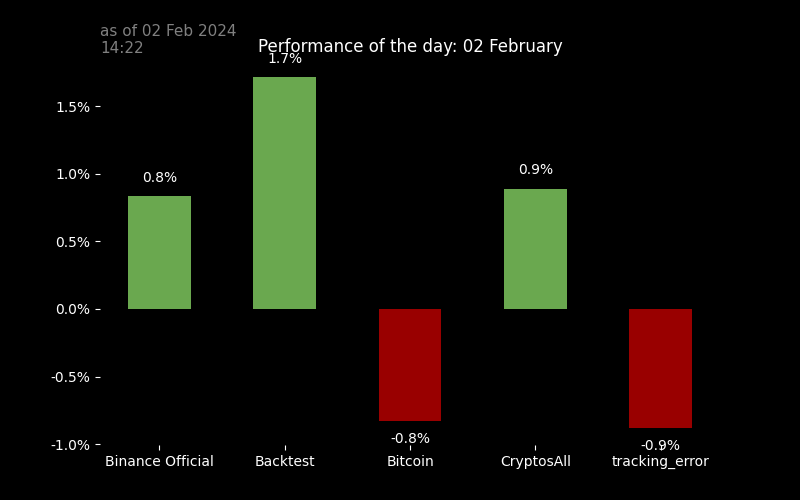 as of 02 Feb 2024
14:22
Performance of the day: 02 February
1.7%
1.5%
1.0%
0.8%
0.9%
0.5%
0.0%
-0.5%
-1.0%
-0.8%
-0.9%
Binance Official
Backtest
Bitcoin
CryptosAll
tracking_error